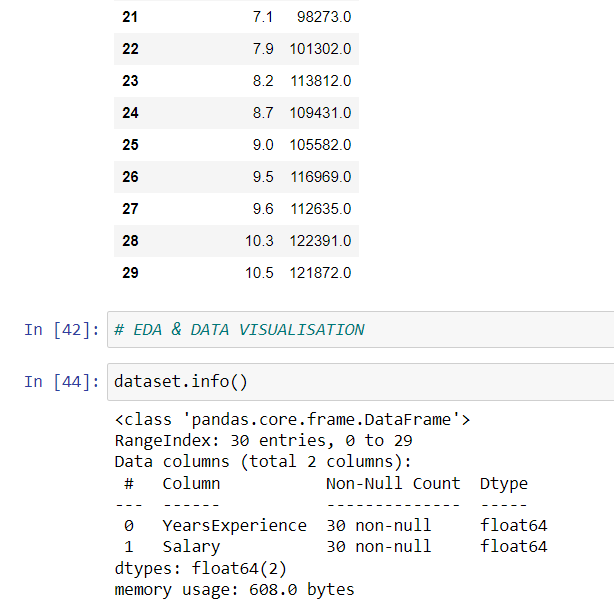 21 7.1 98273.0
22 7.9 101302.0
23 8.2 113812.0
24 8.7 109431.0
25 9.0 105582.0
26 9.5 116969.0
27 9.6 112635.0
28 10.3 122391.0
29 10.5 121872.0
In [42]: # EDA & DATA VISUALISATION
In [44]: dataset.info()
<class 'pandas.core.frame.DataFrame'>
RangeIndex: 30 entries, 0 to 29
Data columns (total 2 columns):
 #   Column           Non-Null Count  Dtype
---  ------           --------------  -----
 0   YearsExperience  30 non-null     float64
 1   Salary           30 non-null     float64
dtypes: float64(2)
memory usage: 608.0 bytes